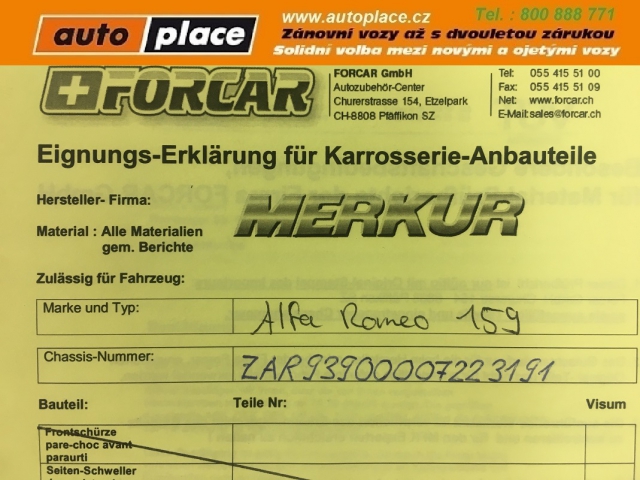 auto place
www.autoplace.cz
Tel. : 800 888 771
Zánovní vozy až s dvouletou zárukou
Solidní volba mezi novými a ojetými vozy
FORCAR
FORCAR GmbH
Autozubehör-Center
Churerstrasse 154, Etzelpark
CH-8808 Pfäffikon SZ
Tel: 055 415 51 00
Fax: 055 415 51 09
Net: www.forcar.ch
E-Mail:sales@forcar.ch
Eignungs-Erklärung für Karrosserie-Anbauteile
Hersteller- Firma: MERKUR
Material : Alle Materialien
gem. Berichte
Zulässig für Fahrzeug:
Marke und Typ: Alfa Romeo 159
Chassis-Nummer: ZAR93900007223191
Bauteil: Teile Nr: Visum
Frontschürze
pare-choc avant
paraurti
Seiten-Schweller